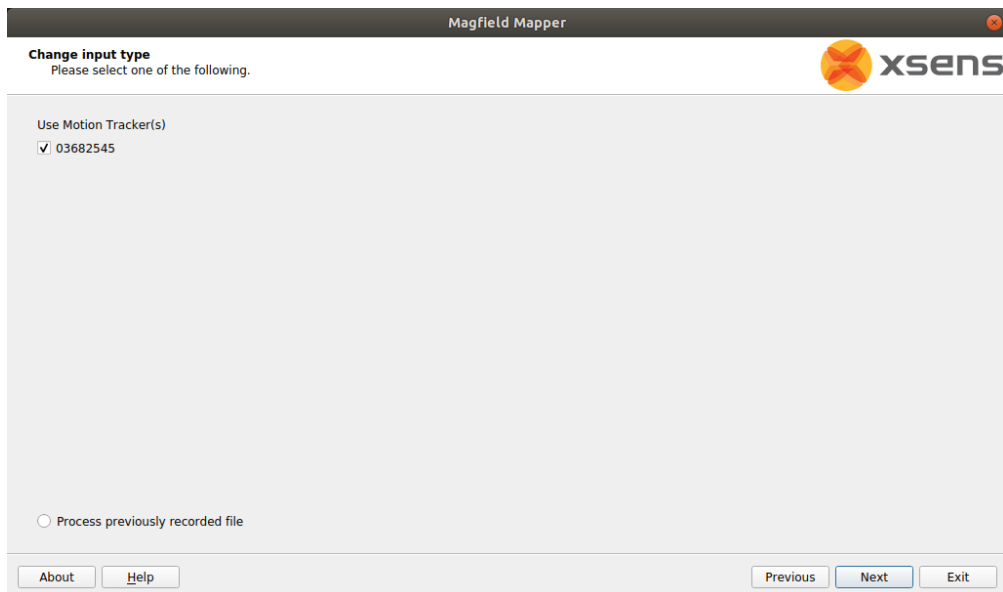 Magfield Mapper
Change input type
Please select one of the following.
xsens
Use Motion Tracker(s)
03682545
Process previously recorded file
About Help Previous Next Exit